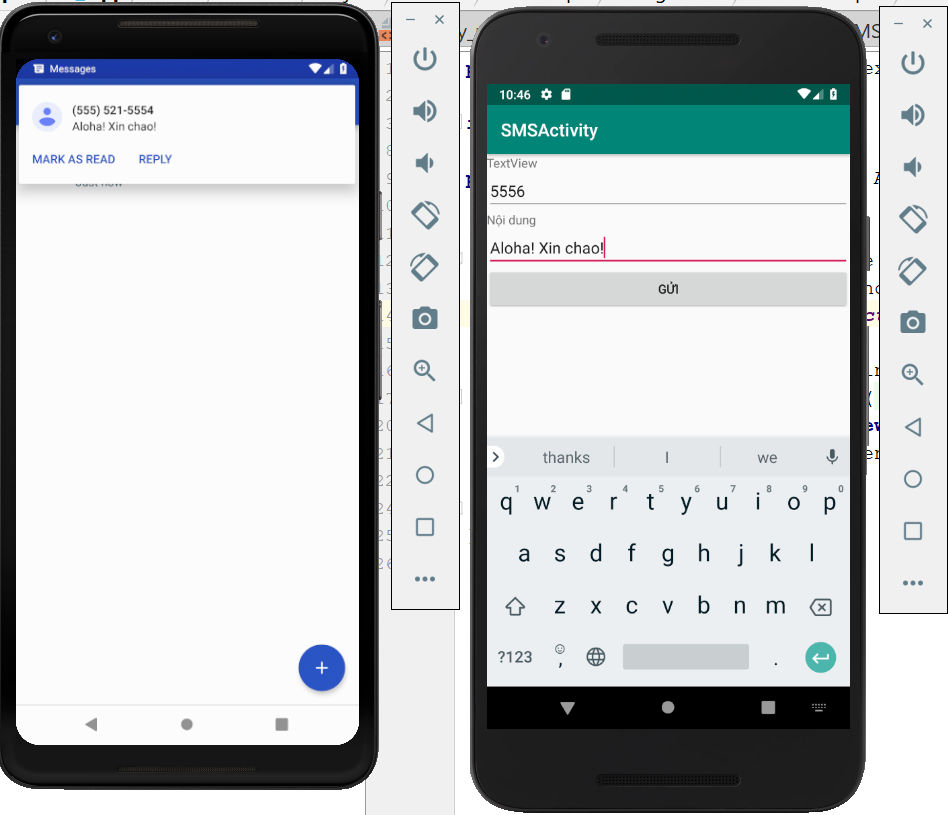 Messages
(555) 521-5554
Aloha! Xin chao!
MARK AS READ REPLY
Just now
10:46
SMSActivity
TextView
5556
Nội dung
Aloha! Xin chao!
GỬI
thanks I we
1 2 3 4 5 6 7 8 9 0
q w e r t y u i o p
a s d f g h j k l
z x c v b n m
?123 , .